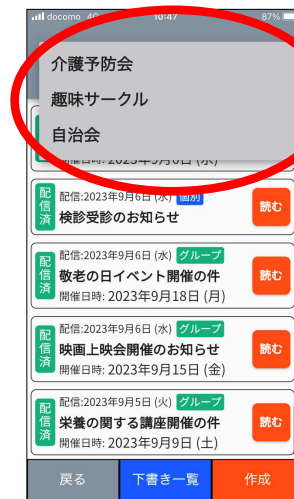 docomo 4G 10:47 87%
介護予防会
趣味サークル
自治会
開催日時: 2023年9月6日 (水)
配信済
配信:2023年9月6日 (水) 個別
検診受診のお知らせ
読む
配信済
配信:2023年9月6日 (水) グループ
敬老の日イベント開催の件
開催日時: 2023年9月18日 (月)
読む
配信済
配信:2023年9月6日 (水) グループ
映画上映会開催のお知らせ
開催日時: 2023年9月15日 (金)
読む
配信済
配信:2023年9月5日 (火) グループ
栄養の関する講座開催の件
開催日時: 2023年9月9日 (土)
読む
戻る 下書き一覧 作成